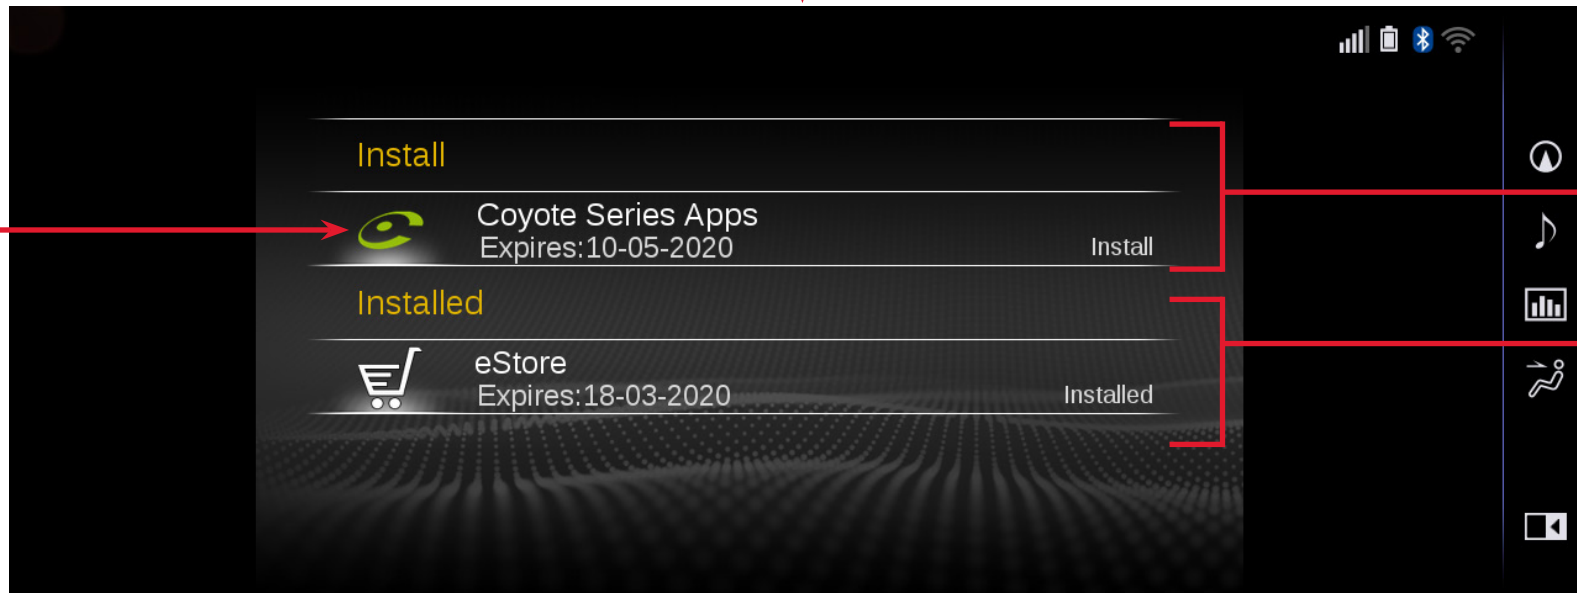 Install
Coyote Series Apps
Expires:10-05-2020
Install
Installed
eStore
Expires:18-03-2020
Installed